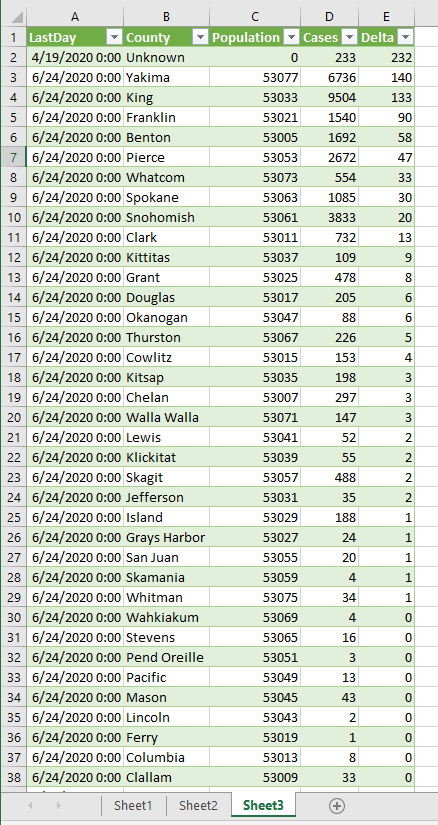 A B C D E
1 LastDay County Population Cases Delta
2 4/19/2020 0:00 Unknown 0 233 232
3 6/24/2020 0:00 Yakima 53077 6736 140
4 6/24/2020 0:00 King 53033 9504 133
5 6/24/2020 0:00 Franklin 53021 1540 90
6 6/24/2020 0:00 Benton 53005 1692 58
7 6/24/2020 0:00 Pierce 53053 2672 47
8 6/24/2020 0:00 Whatcom 53073 554 33
9 6/24/2020 0:00 Spokane 53063 1085 30
10 6/24/2020 0:00 Snohomish 53061 3833 20
11 6/24/2020 0:00 Clark 53011 732 13
12 6/24/2020 0:00 Kittitas 53037 109 9
13 6/24/2020 0:00 Grant 53025 478 8
14 6/24/2020 0:00 Douglas 53017 205 6
15 6/24/2020 0:00 Okanogan 53047 88 6
16 6/24/2020 0:00 Thurston 53067 226 5
17 6/24/2020 0:00 Cowlitz 53015 153 4
18 6/24/2020 0:00 Kitsap 53035 198 3
19 6/24/2020 0:00 Chelan 53007 297 3
20 6/24/2020 0:00 Walla Walla 53071 147 3
21 6/24/2020 0:00 Lewis 53041 52 2
22 6/24/2020 0:00 Klickitat 53039 55 2
23 6/24/2020 0:00 Skagit 53057 488 2
24 6/24/2020 0:00 Jefferson 53031 35 2
25 6/24/2020 0:00 Island 53029 188 1
26 6/24/2020 0:00 Grays Harbor 53027 24 1
27 6/24/2020 0:00 San Juan 53055 20 1
28 6/24/2020 0:00 Skamania 53059 4 1
29 6/24/2020 0:00 Whitman 53075 34 1
30 6/24/2020 0:00 Wahkiakum 53069 4 0
31 6/24/2020 0:00 Stevens 53065 16 0
32 6/24/2020 0:00 Pend Oreille 53051 3 0
33 6/24/2020 0:00 Pacific 53049 13 0
34 6/24/2020 0:00 Mason 53045 43 0
35 6/24/2020 0:00 Lincoln 53043 2 0
36 6/24/2020 0:00 Ferry 53019 1 0
37 6/24/2020 0:00 Columbia 53013 8 0
38 6/24/2020 0:00 Clallam 53009 33 0
Sheet1 Sheet2 Sheet3